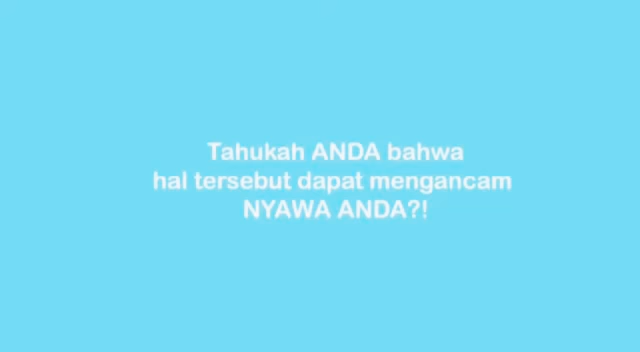 Tahukah ANDA bahwa
hal tersebut dapat mengancam
NYAWA ANDA?!